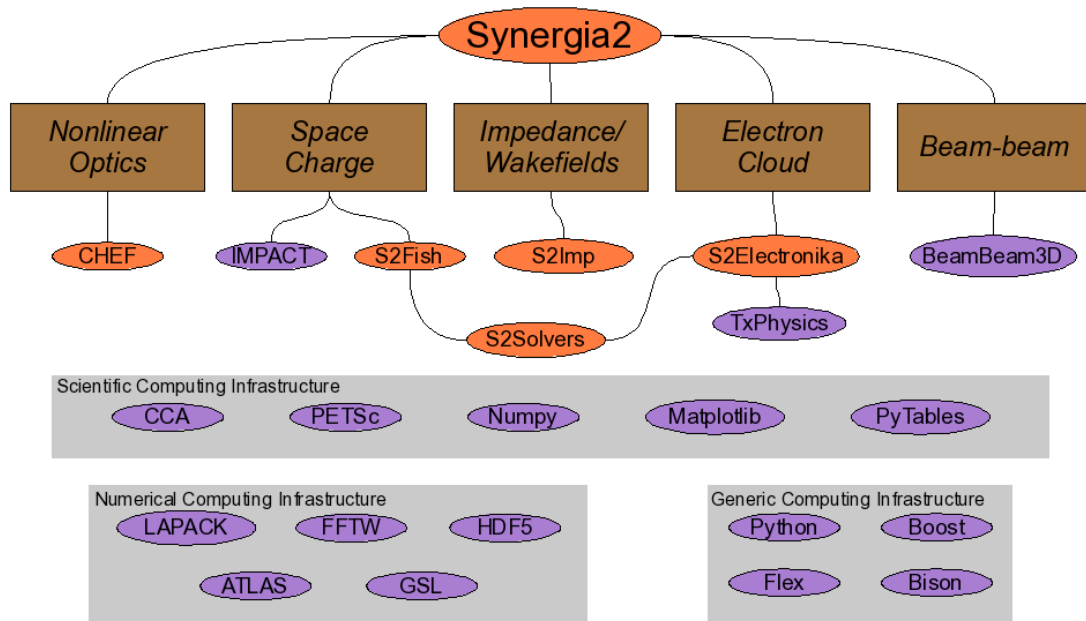 Synergia2
Nonlinear
Optics
Space
Charge
Impedance/
Wakefields
Electron
Cloud
Beam-beam
CHEF
IMPACT
S2Fish
S2Imp
S2Electronika
BeamBeam3D
TxPhysics
S2Solvers
Scientific Computing Infrastructure
CCA
PETSc
Numpy
Matplotlib
PyTables
Numerical Computing Infrastructure
LAPACK
FFTW
HDF5
ATLAS
GSL
Generic Computing Infrastructure
Python
Boost
Flex
Bison